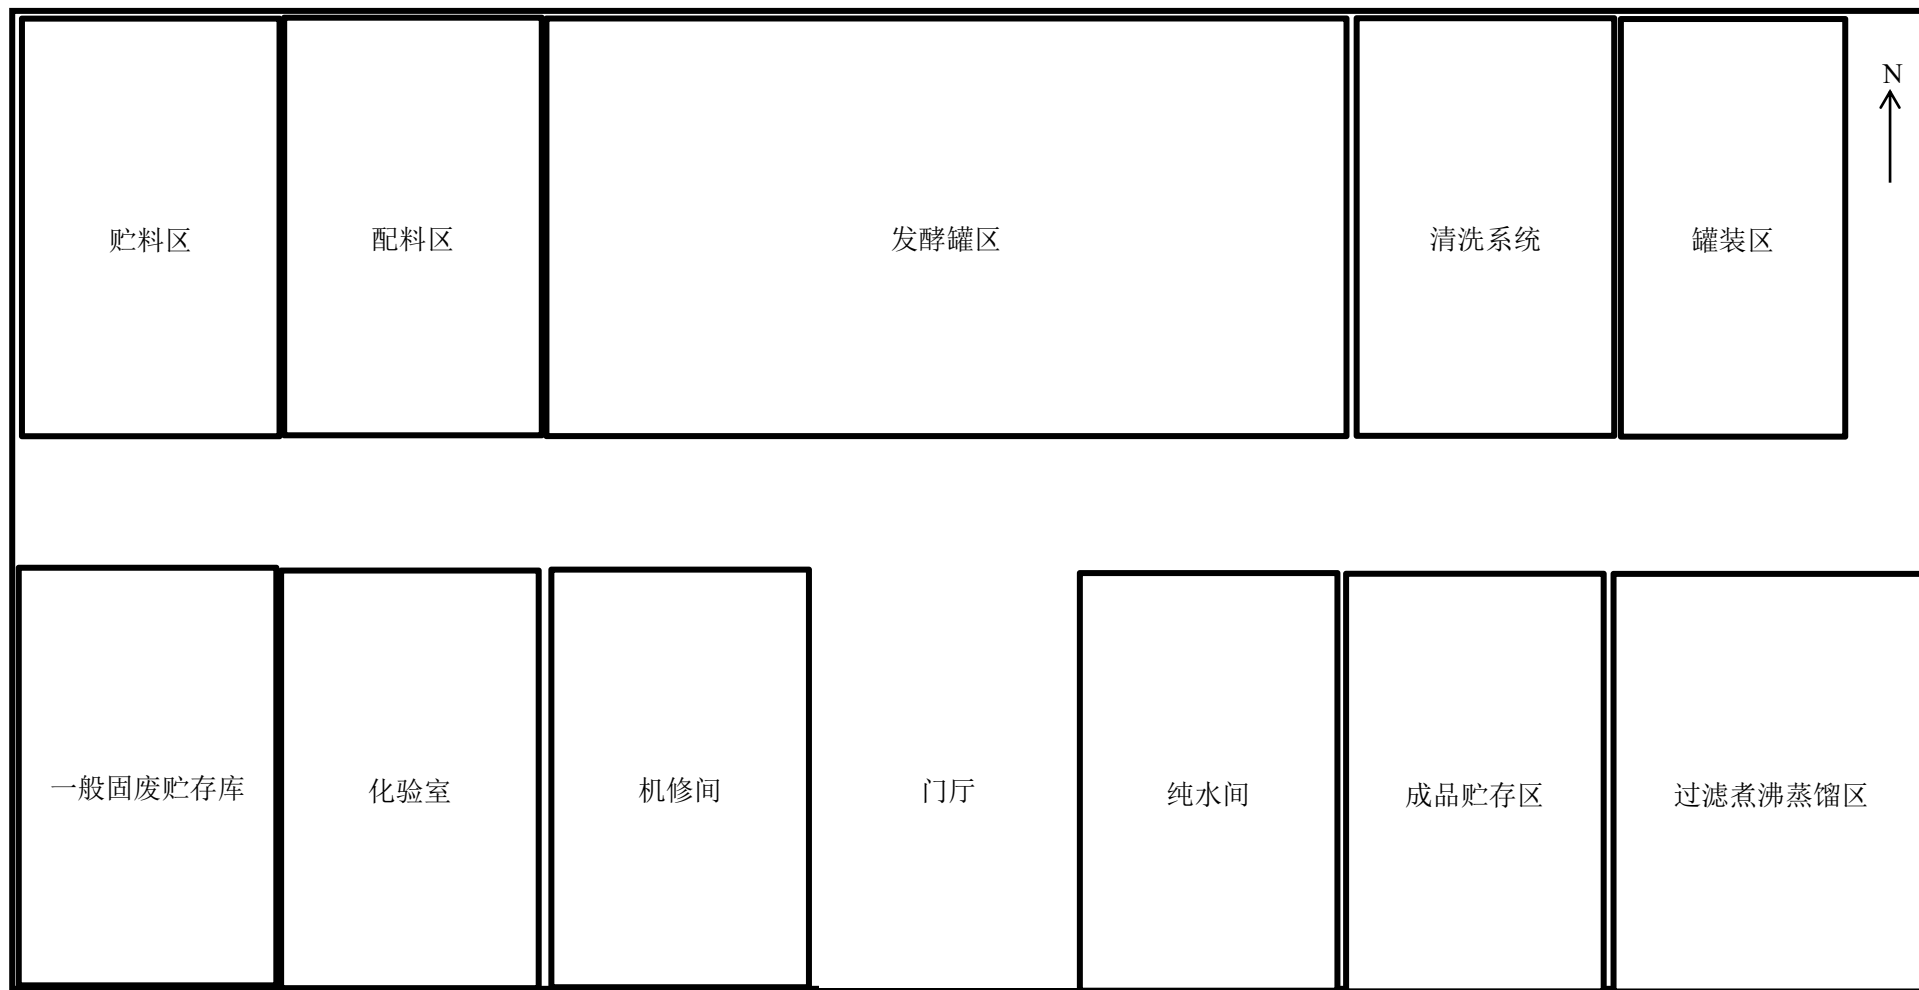 N
贮料区
配料区
发酵罐区
清洗系统
罐装区
一般固废贮存库
化验室
机修间
门厅
纯水间
成品贮存区
过滤煮沸蒸馏区